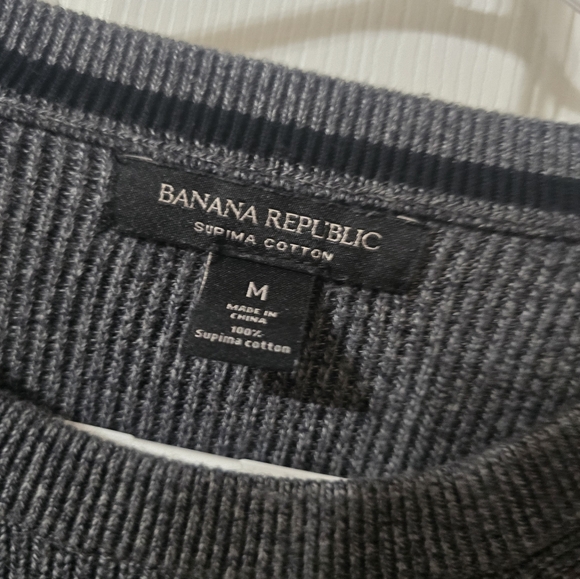 BANANA REPUBLIC
SUPIMA COTTON
M
MADE IN
CHINA
100%
Supima cotton